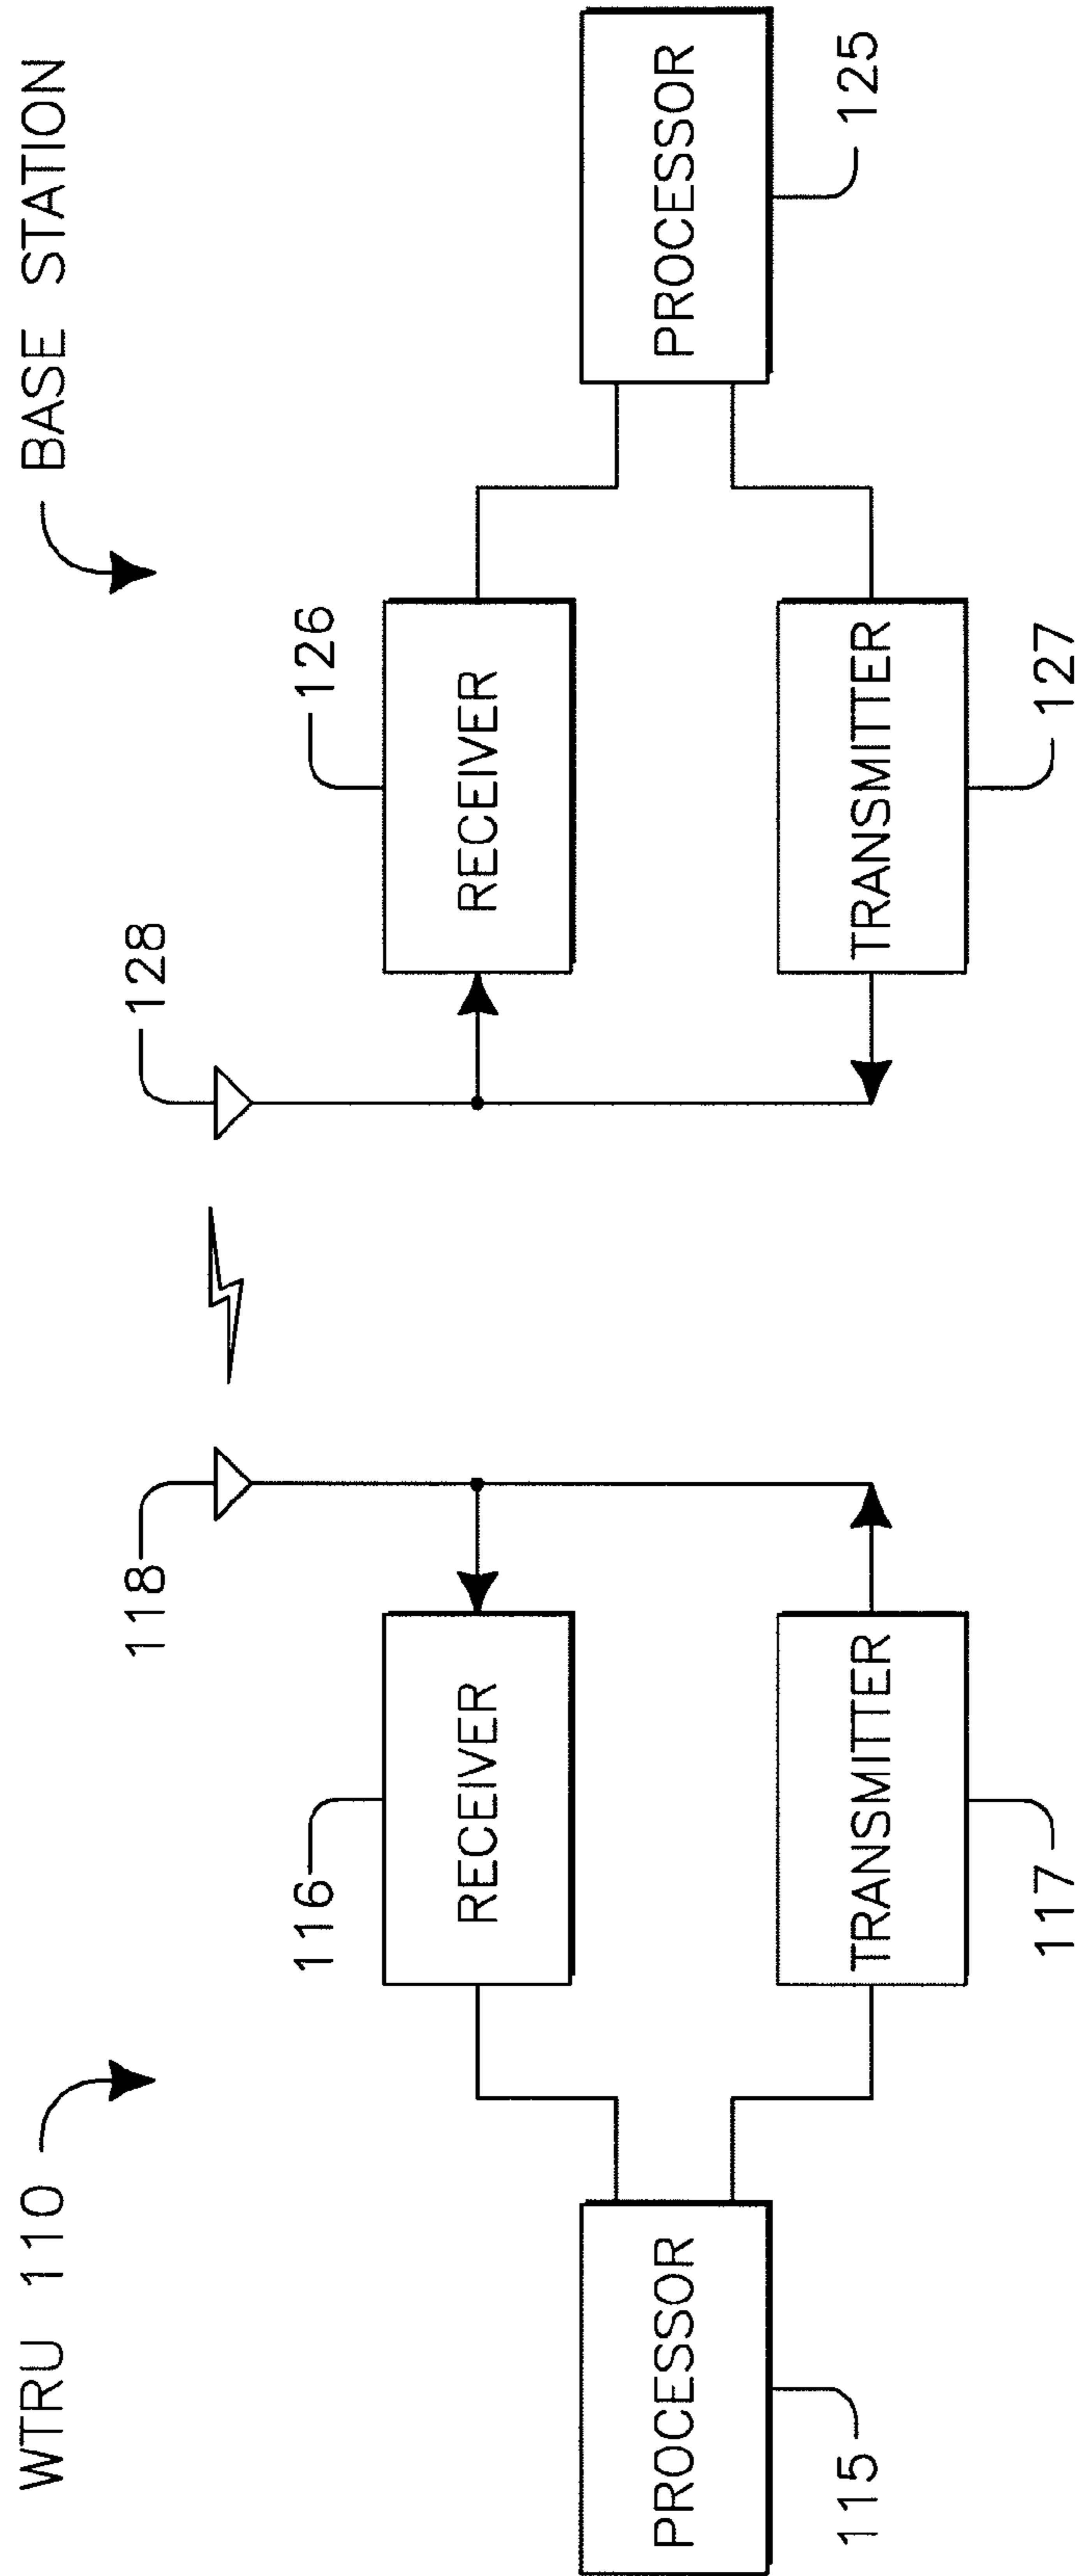 WTRU 110
BASE STATION
118
128
116
126
RECEIVER
RECEIVER
PROCESSOR
PROCESSOR
115
125
TRANSMITTER
TRANSMITTER
117
127